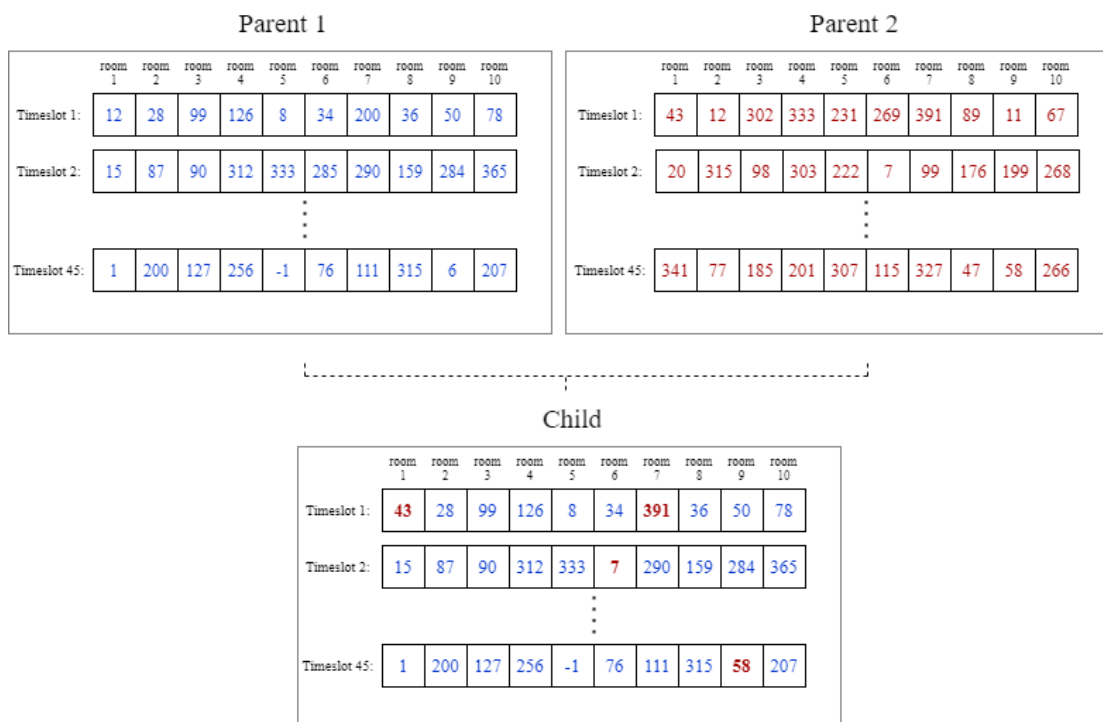 Parent 1
room 1 room 2 room 3 room 4 room 5 room 6 room 7 room 8 room 9 room 10
Timeslot 1: 12 28 99 126 8 34 200 36 50 78
Timeslot 2: 15 87 90 312 333 285 290 159 284 365
Timeslot 45: 1 200 127 256 -1 76 111 315 6 207
Parent 2
room 1 room 2 room 3 room 4 room 5 room 6 room 7 room 8 room 9 room 10
Timeslot 1: 43 12 302 333 231 269 391 89 11 67
Timeslot 2: 20 315 98 303 222 7 99 176 199 268
Timeslot 45: 341 77 185 201 307 115 327 47 58 266
Child
room 1 room 2 room 3 room 4 room 5 room 6 room 7 room 8 room 9 room 10
Timeslot 1: 43 28 99 126 8 34 391 36 50 78
Timeslot 2: 15 87 90 312 333 7 290 159 284 365
Timeslot 45: 1 200 127 256 -1 76 111 315 58 207